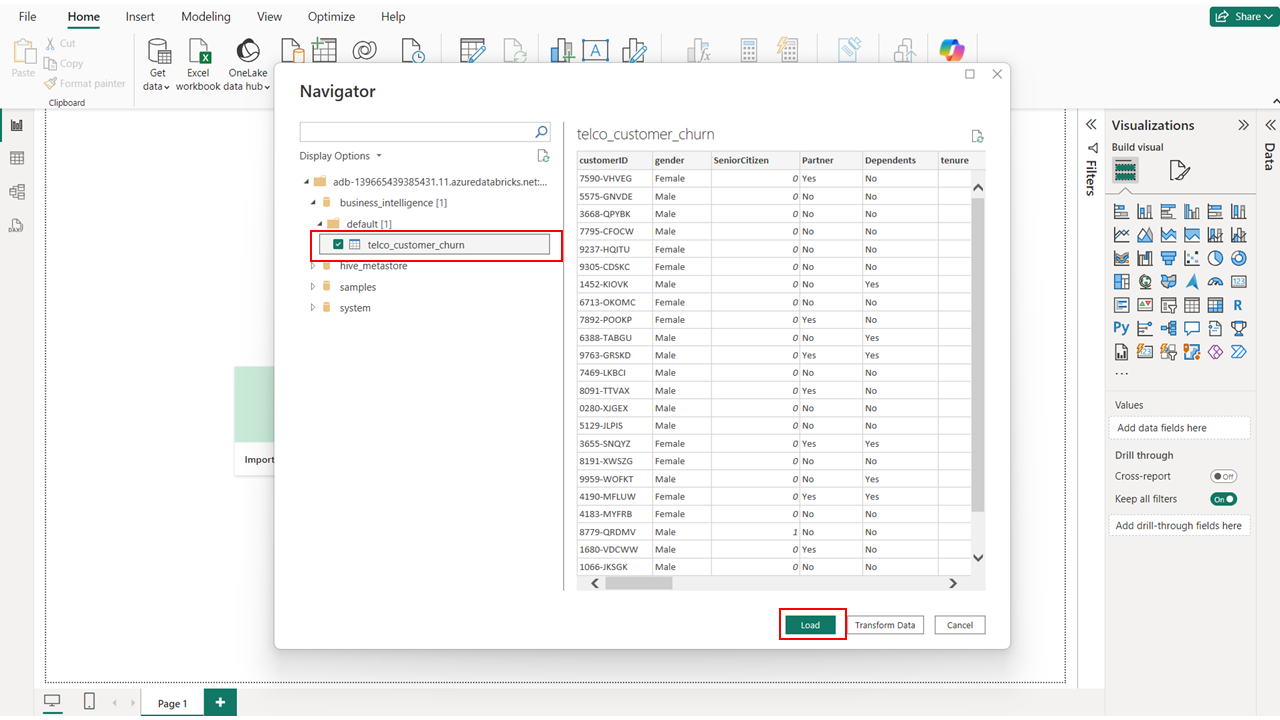 File Home Insert Modeling View Optimize Help Share
Paste
Cut
Copy
Format painter
Clipboard
Get data
Excel workbook
OneLake data hub
Navigator
Display Options
adb-139665439385431.11.azuredatabricks.net:...
business_intelligence [1]
default [1]
telco_customer_churn
hive_metastore
samples
system
telco_customer_churn
customerID gender SeniorCitizen Partner Dependents tenure
7590-VHVEG Female 0 Yes No
5575-GNVDE Male 0 No No
3668-QPYBK Male 0 No No
7795-CFOCW Male 0 No No
9237-HQITU Female 0 No No
9305-CDSKC Female 0 No No
1452-KIOVK Male 0 No Yes
6713-OKOMC Female 0 No No
7892-POOKP Female 0 Yes No
6388-TABGU Male 0 No Yes
9763-GRSKD Male 0 Yes Yes
7469-LKBCI Male 0 No No
8091-TTVAX Male 0 Yes No
0280-XJGEX Male 0 No No
5129-JLPIS Male 0 No No
3655-SNQYZ Female 0 Yes Yes
8191-XWSZG Female 0 No No
9959-WOFKT Male 0 No Yes
4190-MFLUW Female 0 Yes Yes
4183-MYFRB Female 0 No No
8779-QRDMV Male 1 No No
1680-VDCWW Male 0 Yes No
1066-JKSGK Male 0 No No
Load Transform Data Cancel
Import
Filters
Visualizations
Build visual
R
Py
123
...
Values
Add data fields here
Drill through
Cross-report Off
Keep all filters On
Add drill-through fields here
Data
Page 1